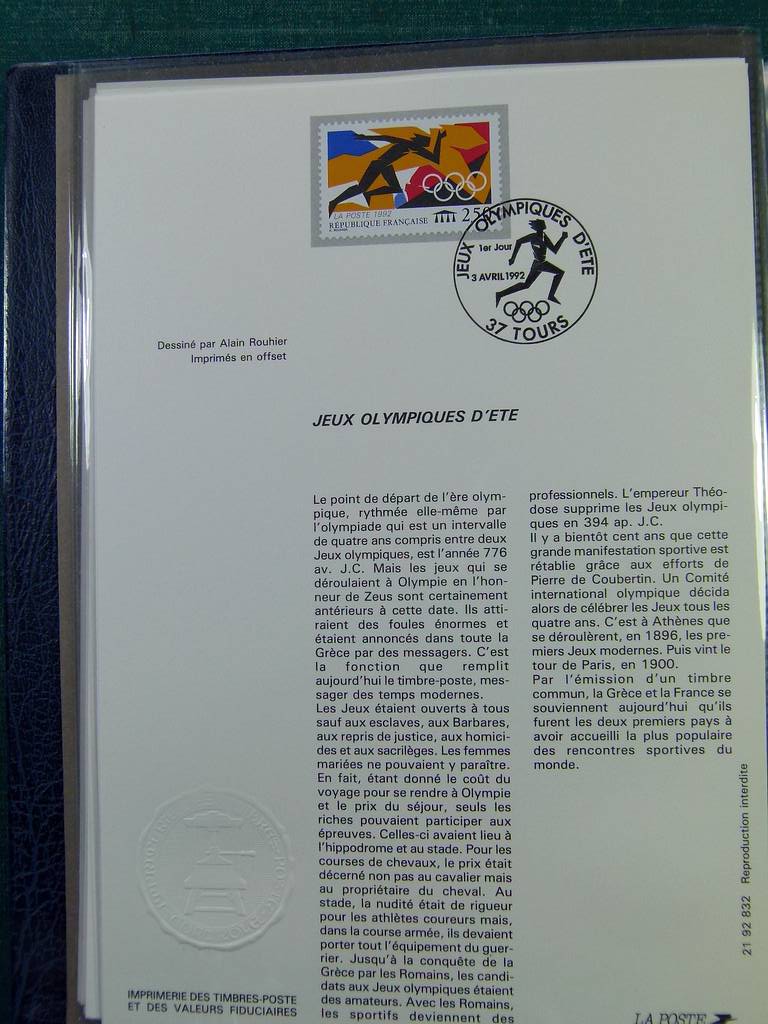 LA POSTE 1992
RÉPUBLIQUE FRANÇAISE
2,50
JEUX OLYMPIQUES D'ETE
1er Jour
3 AVRIL 1992
37 TOURS
Dessiné par Alain Rouhier
Imprimés en offset
JEUX OLYMPIQUES D'ETE
Le point de départ de l'ère olym-
pique, rythmée elle-même par
l'olympiade qui est un intervalle
de quatre ans compris entre deux
Jeux olympiques, est l'année 776
av. J.C. Mais les jeux qui se
déroulaient à Olympie en l'hon-
neur de Zeus sont certainement
antérieurs à cette date. Ils atti-
raient des foules énormes et
étaient annoncés dans toute la
Grèce par des messagers. C'est
la fonction que remplit
aujourd'hui le timbre-poste, mes-
sager des temps modernes.
Les Jeux étaient ouverts à tous
sauf aux esclaves, aux Barbares,
aux repris de justice, aux homici-
des et aux sacrilèges. Les femmes
mariées ne pouvaient y paraître.
En fait, étant donné le coût du
voyage pour se rendre à Olympie
et le prix du séjour, seuls les
riches pouvaient participer aux
épreuves. Celles-ci avaient lieu à
l'hippodrome et au stade. Pour les
courses de chevaux, le prix était
décerné non pas au cavalier mais
au propriétaire du cheval. Au
stade, la nudité était de rigueur
pour les athlètes coureurs mais,
dans la course armée, ils devaient
porter tout l'équipement du guer-
rier. Jusqu'à la conquête de la
Grèce par les Romains, les candi-
dats aux Jeux olympiques étaient
des amateurs. Avec les Romains,
les sportifs deviennent des
professionnels. L'empereur Théo-
dose supprime les Jeux olympi-
ques en 394 ap. J.C.
Il y a bientôt cent ans que cette
grande manifestation sportive est
rétablie grâce aux efforts de
Pierre de Coubertin. Un Comité
international olympique décida
alors de célébrer les Jeux tous les
quatre ans. C'est à Athènes que
se déroulèrent, en 1896, les pre-
miers Jeux modernes. Puis vint le
tour de Paris, en 1900.
Par l'émission d'un timbre
commun, la Grèce et la France se
souviennent aujourd'hui qu'ils
furent les deux premiers pays à
avoir accueilli la plus populaire
des rencontres sportives du
monde.
21 92 832 Reproduction interdite
IMPRIMERIE DES TIMBRES-POSTE
ET DES VALEURS FIDUCIAIRES
LA POSTE